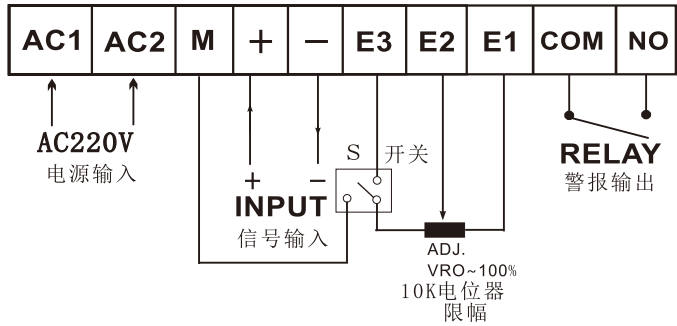 AC1 AC2 M + − E3 E2 E1 COM NO
AC220V
电源输入
+ −
INPUT
信号输入
S 开关
ADJ.
VRO~100%
10K电位器
限幅
RELAY
警报输出